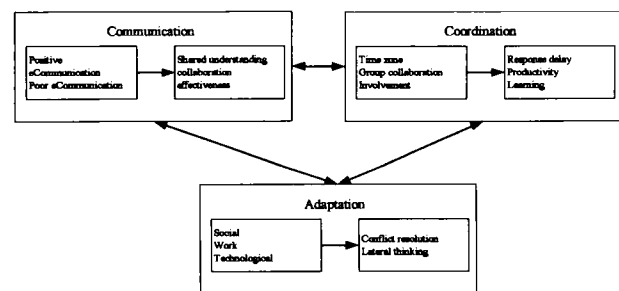 Communication
Positive
eCommunication
Poor eCommunication
Shared understanding
collaboration
effectiveness
Coordination
Time zone
Group collaboration
Involvement
Response delay
Productivity
Learning
Adaptation
Social
Work
Technological
Conflict resolution
Lateral thinking